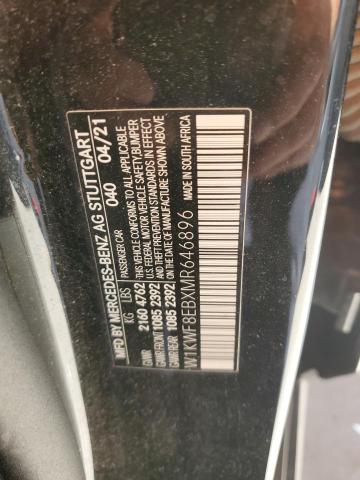 MFD BY MERCEDES-BENZ AG STUTTGART
040 04/21
PASSENGER CAR
KG LBS
GVWR 2160 4762
GAWR FRONT 1085 2392
GAWR REAR 1085 2392
THIS VEHICLE CONFORMS TO ALL APPLICABLE
U.S. FEDERAL MOTOR VEHICLE SAFETY, BUMPER,
AND THEFT PREVENTION STANDARDS IN EFFECT
ON THE DATE OF MANUFACTURE SHOWN ABOVE
MADE IN SOUTH AFRICA
W1KWF8EBXMR646896